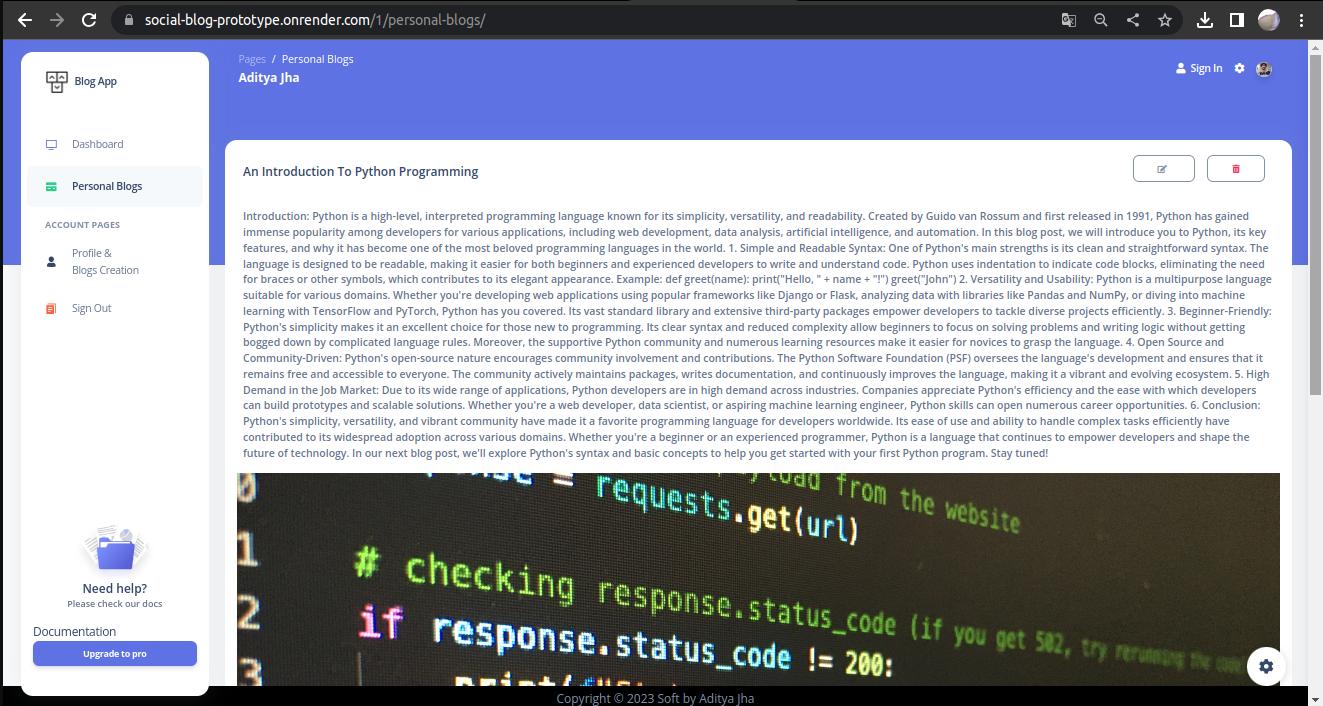 social-blog-prototype.onrender.com/1/personal-blogs/
Blog App
Dashboard
Personal Blogs
ACCOUNT PAGES
Profile &
Blogs Creation
Sign Out
Need help?
Please check our docs
Documentation
Upgrade to pro
Pages / Personal Blogs
Aditya Jha
Sign In
An Introduction To Python Programming
Introduction: Python is a high-level, interpreted programming language known for its simplicity, versatility, and readability. Created by Guido van Rossum and first released in 1991, Python has gained
immense popularity among developers for various applications, including web development, data analysis, artificial intelligence, and automation. In this blog post, we will introduce you to Python, its key
features, and why it has become one of the most beloved programming languages in the world. 1. Simple and Readable Syntax: One of Python's main strengths is its clean and straightforward syntax. The
language is designed to be readable, making it easier for both beginners and experienced developers to write and understand code. Python uses indentation to indicate code blocks, eliminating the need
for braces or other symbols, which contributes to its elegant appearance. Example: def greet(name): print("Hello, " + name + "!") greet("John") 2. Versatility and Usability: Python is a multipurpose language
suitable for various domains. Whether you're developing web applications using popular frameworks like Django or Flask, analyzing data with libraries like Pandas and NumPy, or diving into machine
learning with TensorFlow and PyTorch, Python has you covered. Its vast standard library and extensive third-party packages empower developers to tackle diverse projects efficiently. 3. Beginner-Friendly:
Python's simplicity makes it an excellent choice for those new to programming. Its clear syntax and reduced complexity allow beginners to focus on solving problems and writing logic without getting
bogged down by complicated language rules. Moreover, the supportive Python community and numerous learning resources make it easier for novices to grasp the language. 4. Open Source and
Community-Driven: Python's open-source nature encourages community involvement and contributions. The Python Software Foundation (PSF) oversees the language's development and ensures that it
remains free and accessible to everyone. The community actively maintains packages, writes documentation, and continuously improves the language, making it a vibrant and evolving ecosystem. 5. High
Demand in the Job Market: Due to its wide range of applications, Python developers are in high demand across industries. Companies appreciate Python's efficiency and the ease with which developers
can build prototypes and scalable solutions. Whether you're a web developer, data scientist, or aspiring machine learning engineer, Python skills can open numerous career opportunities. 6. Conclusion:
Python's simplicity, versatility, and vibrant community have made it a favorite programming language for developers worldwide. Its ease of use and ability to handle complex tasks efficiently have
contributed to its widespread adoption across various domains. Whether you're a beginner or an experienced programmer, Python is a language that continues to empower developers and shape the
future of technology. In our next blog post, we'll explore Python's syntax and basic concepts to help you get started with your first Python program. Stay tuned!
from the website
0 = requests.get(url)
1 # checking response.status_code (if you get 502, try rerunning the code
2 if response.status_code != 200:
3
Copyright © 2023 Soft by Aditya Jha